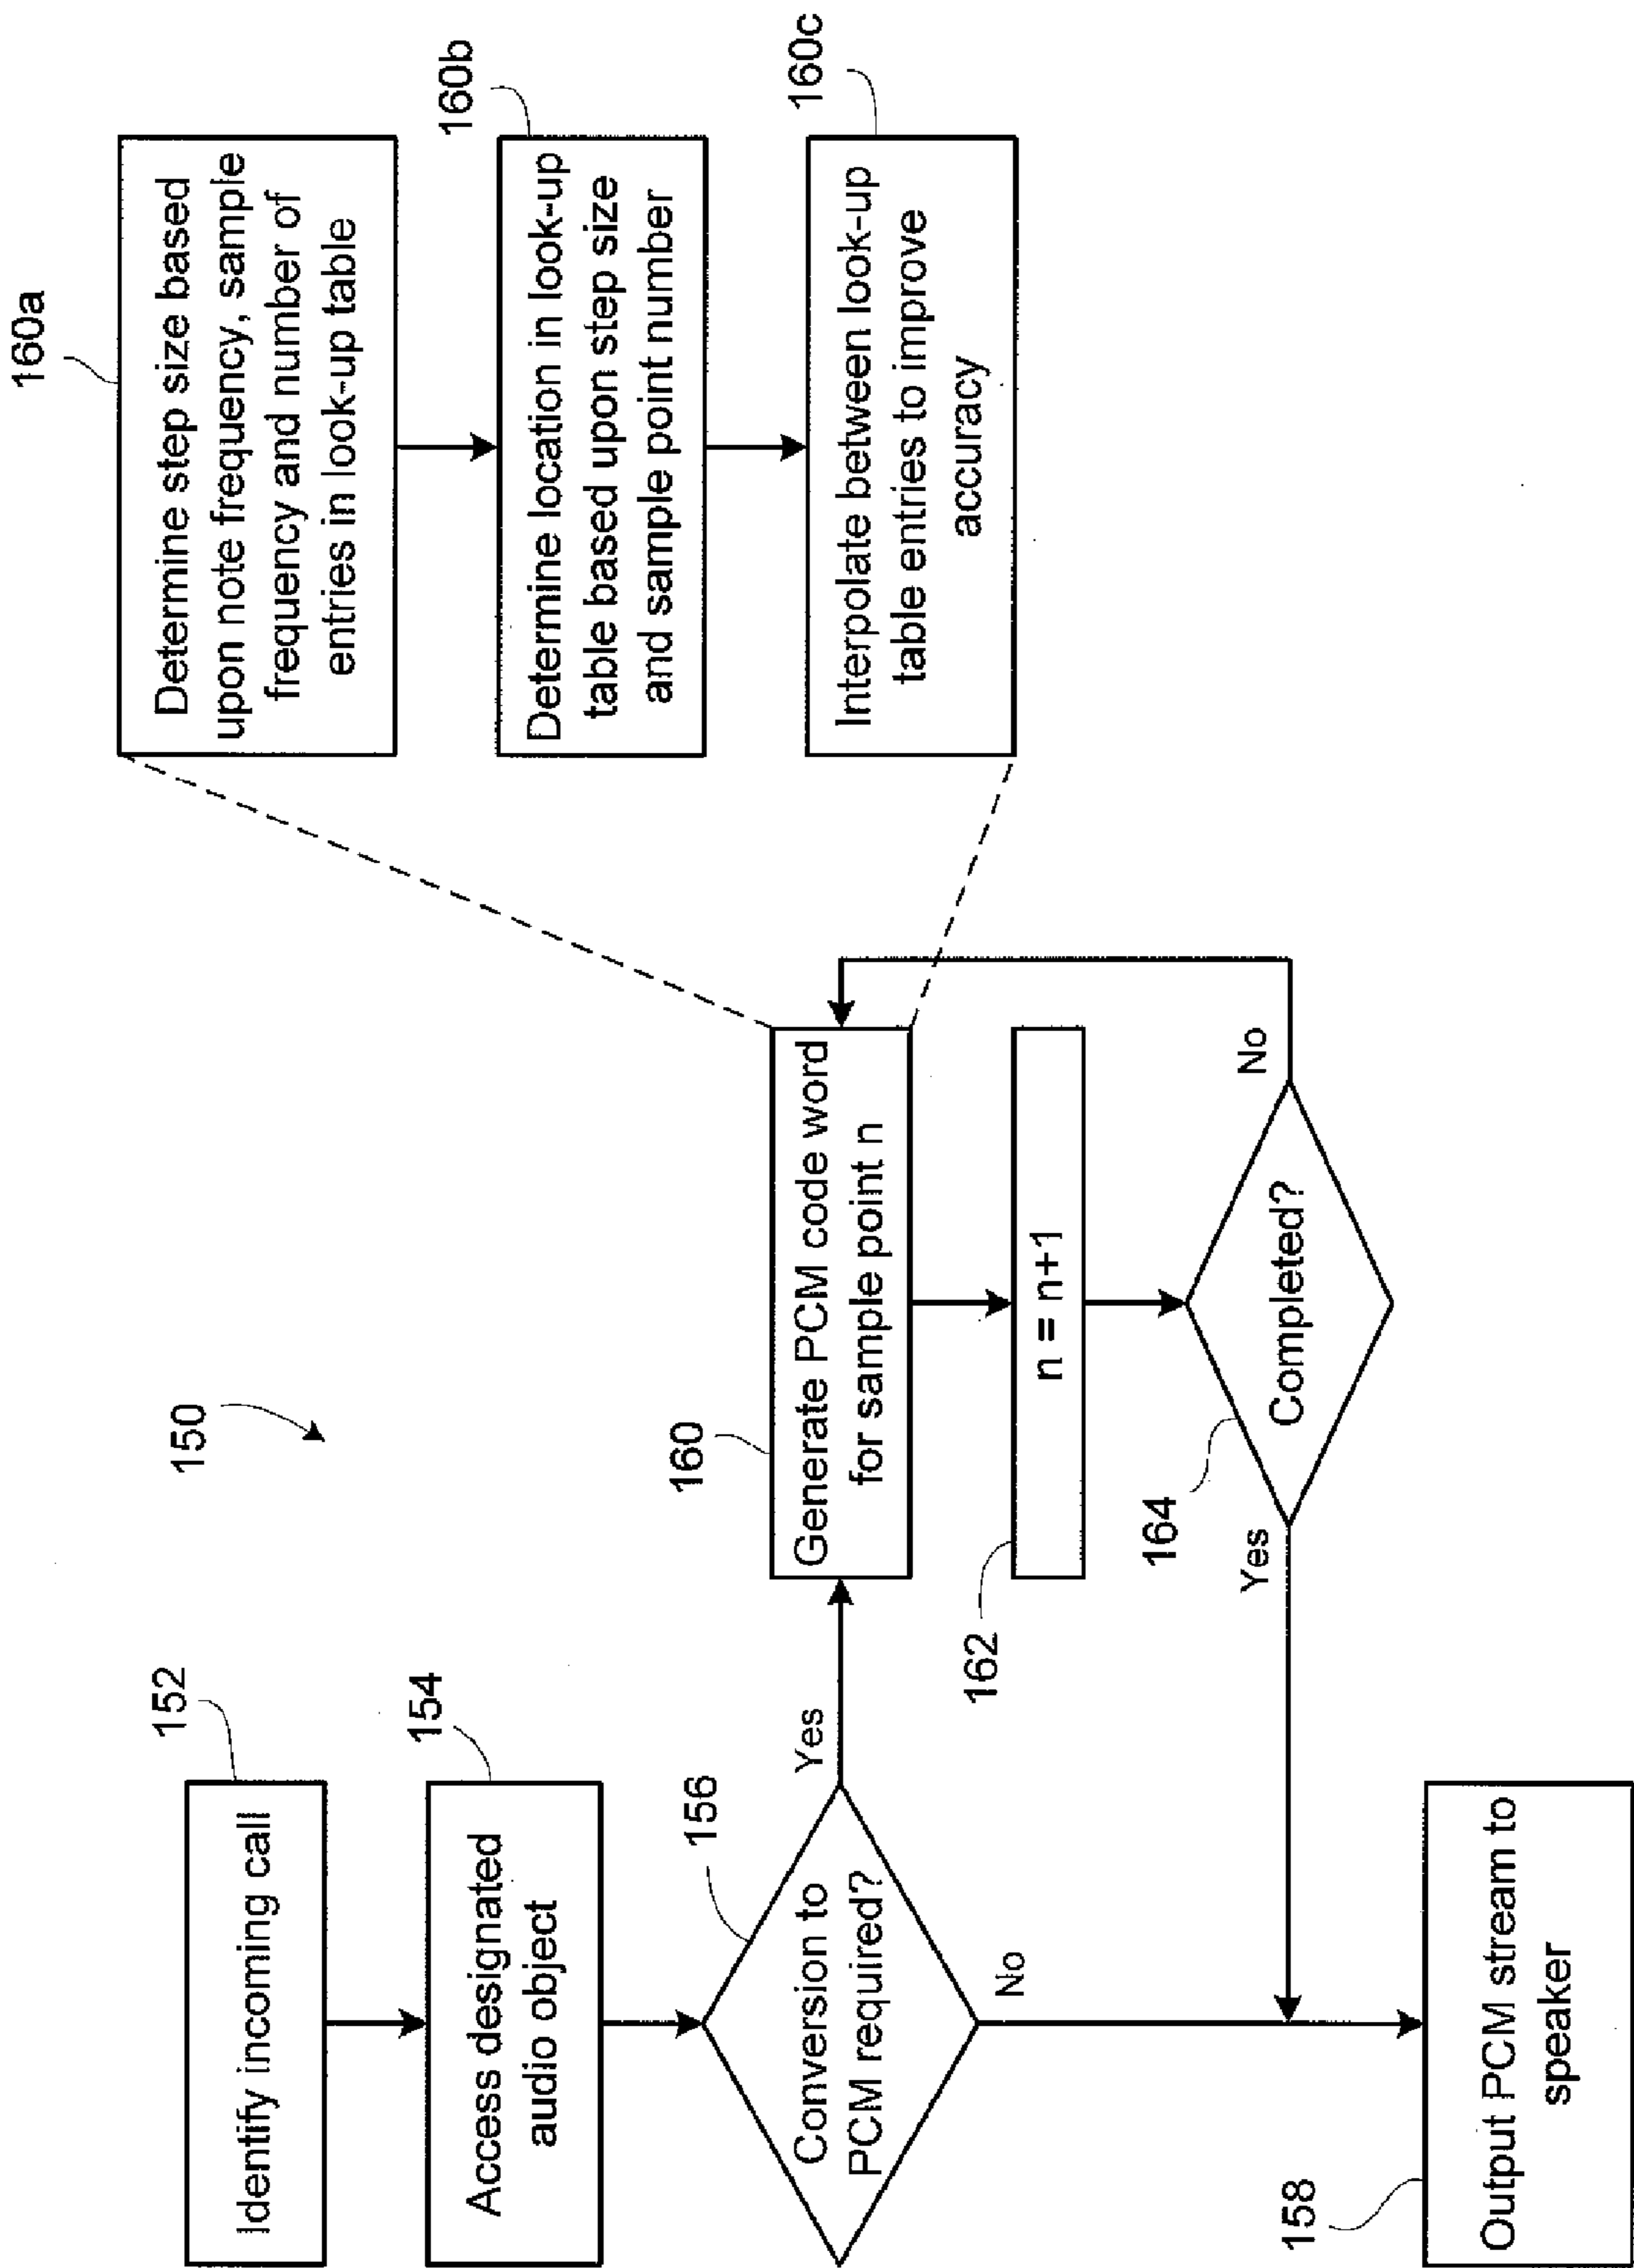 150
152
Identify incoming call
154
Access designated
audio object
156
Conversion to
PCM required?
Yes
No
158
Output PCM stream to
speaker
160
Generate PCM code word
for sample point n
162
n = n+1
164
Completed?
Yes
No
160a
Determine step size based
upon note frequency, sample
frequency and number of
entries in look-up table
160b
Determine location in look-up
table based upon step size
and sample point number
160c
Interpolate between look-up
table entries to improve
accuracy